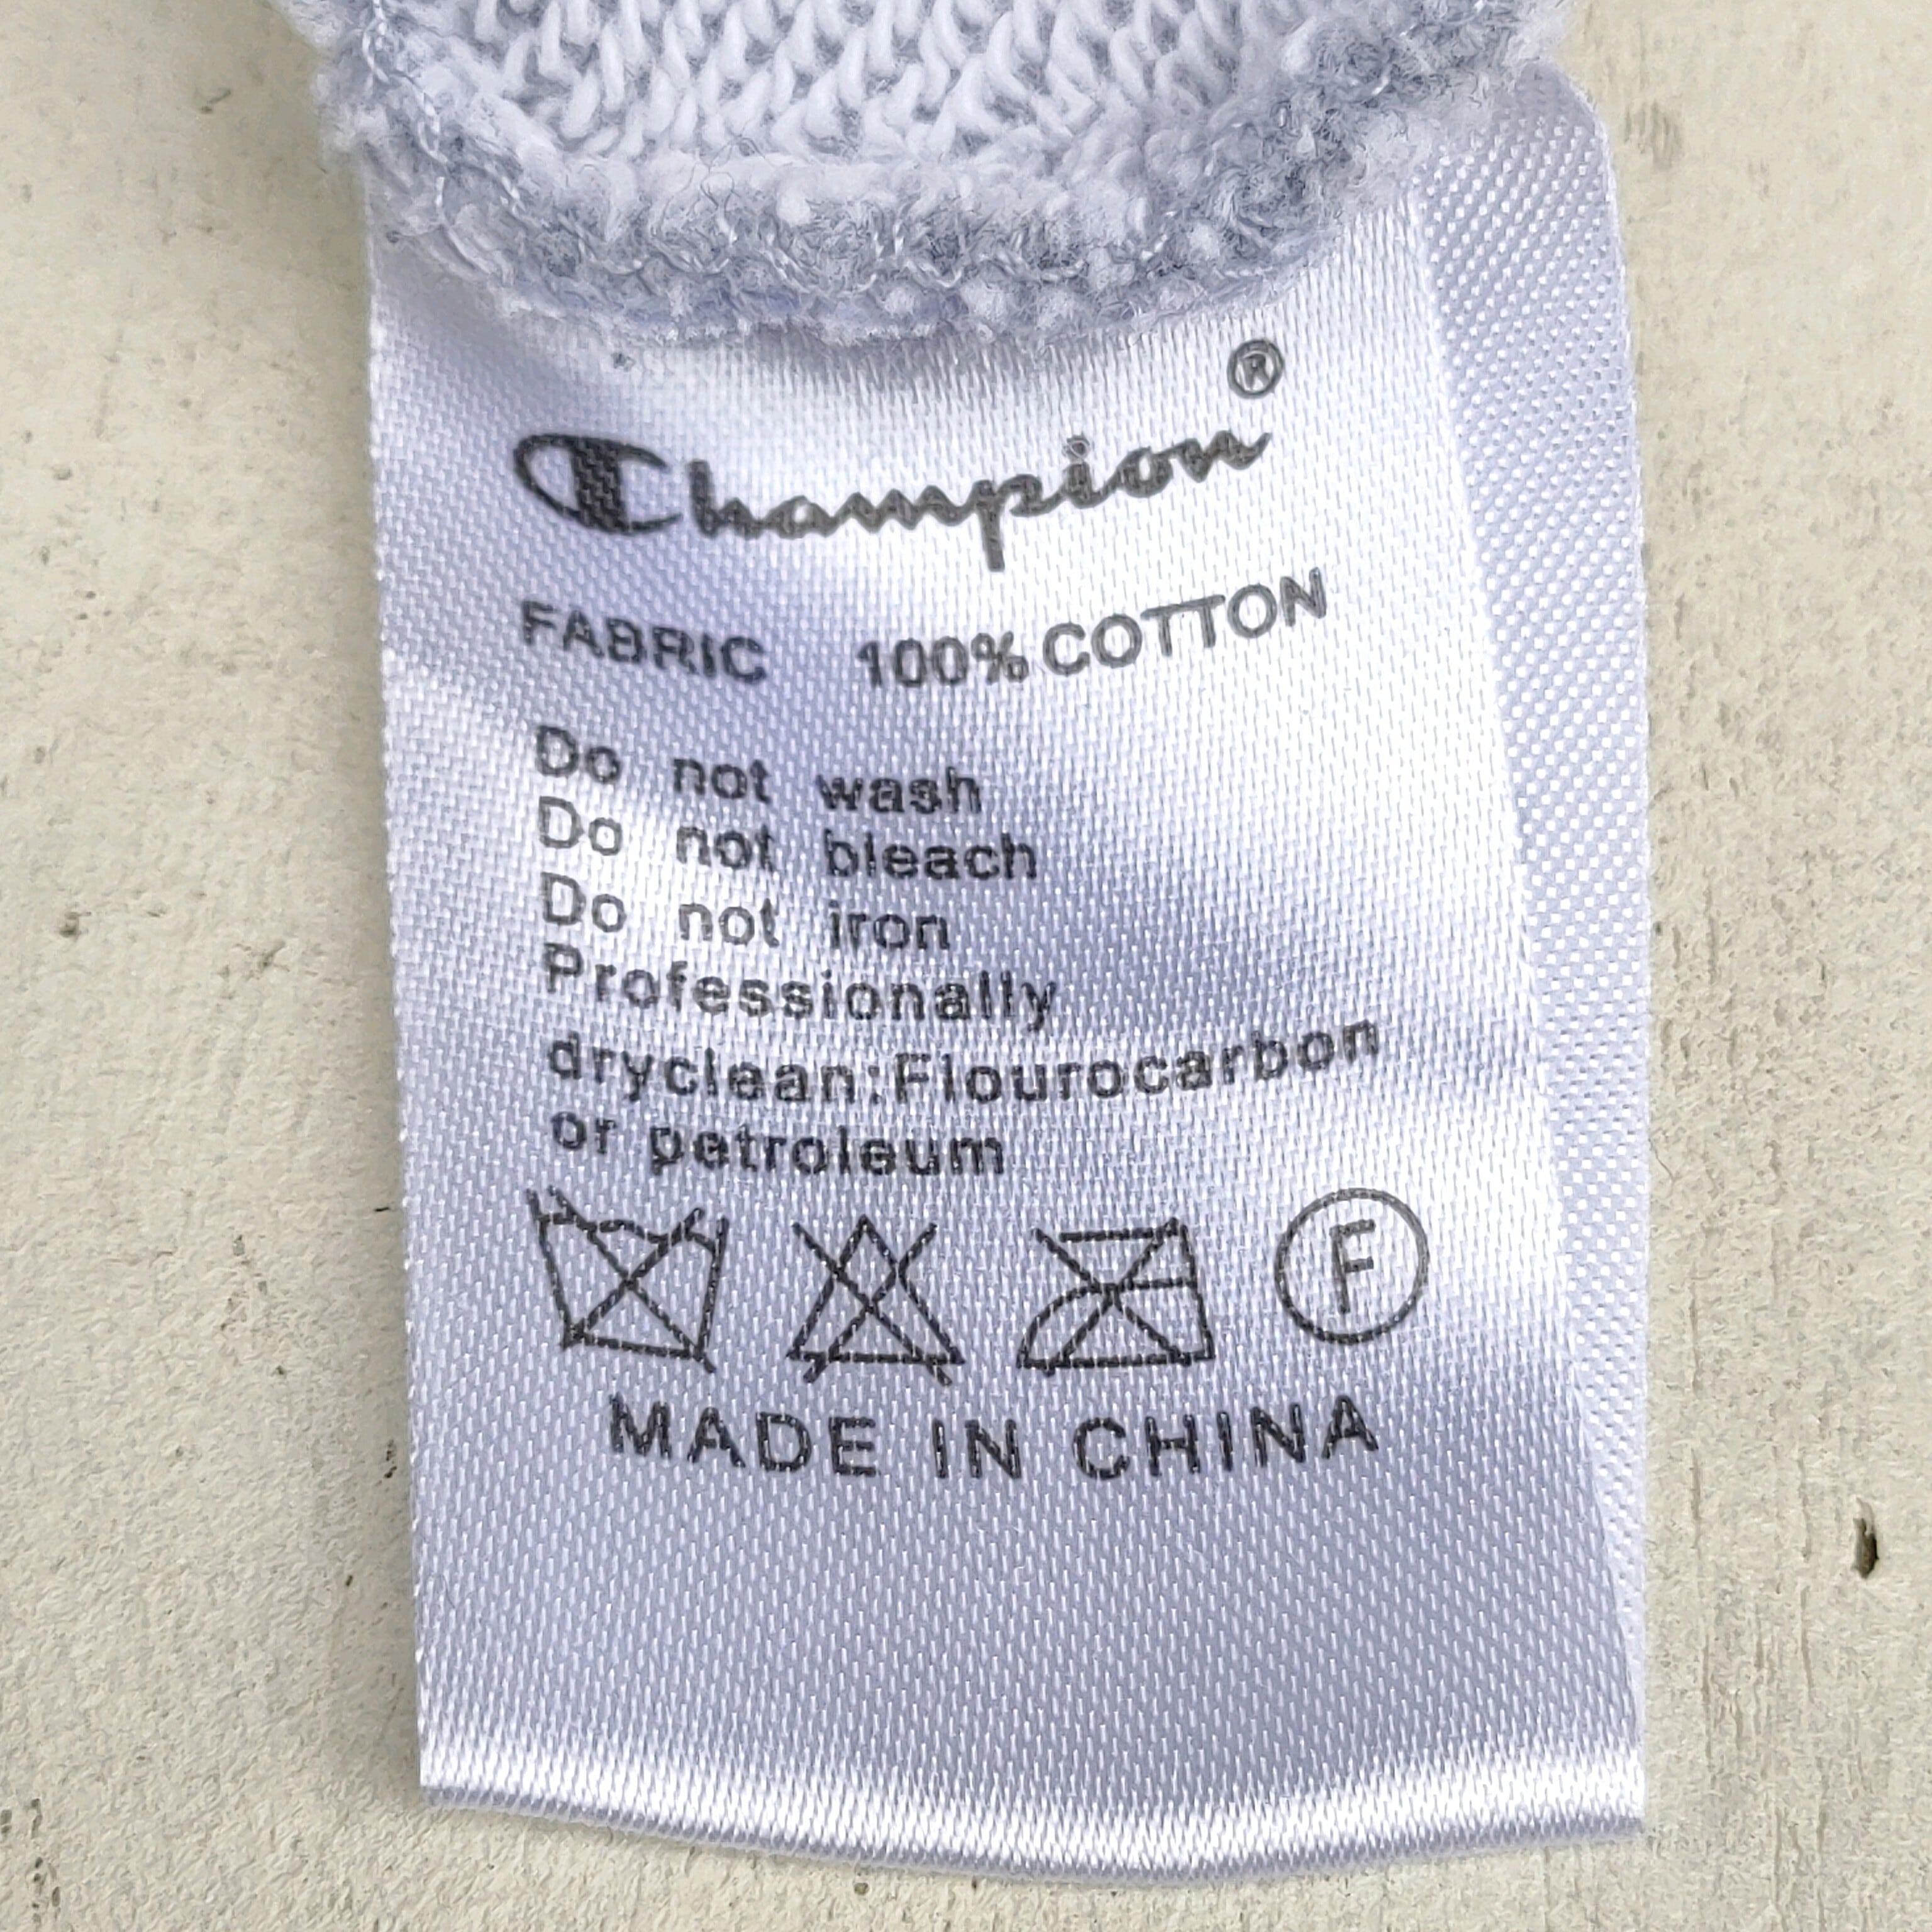 Champion®
FABRIC 100% COTTON
Do not wash
Do not bleach
Do not iron
Professionally
dryclean:Flourocarbon
or petroleum
F
MADE IN CHINA